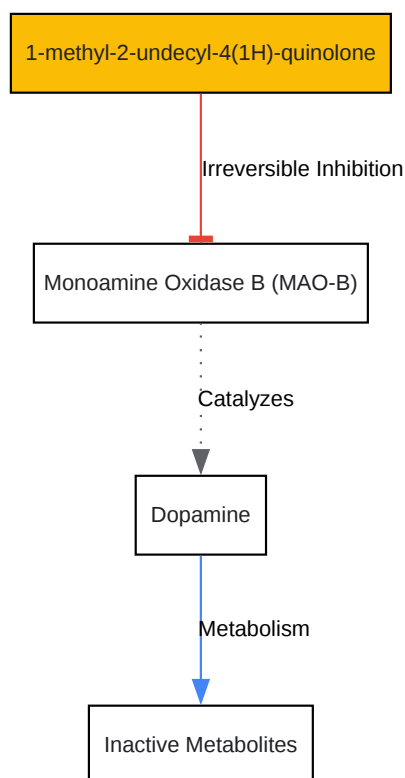 1-methyl-2-undecyl-4(1H)-quinolone
Irreversible Inhibition
Monoamine Oxidase B (MAO-B)
Catalyzes
Dopamine
Metabolism
Inactive Metabolites